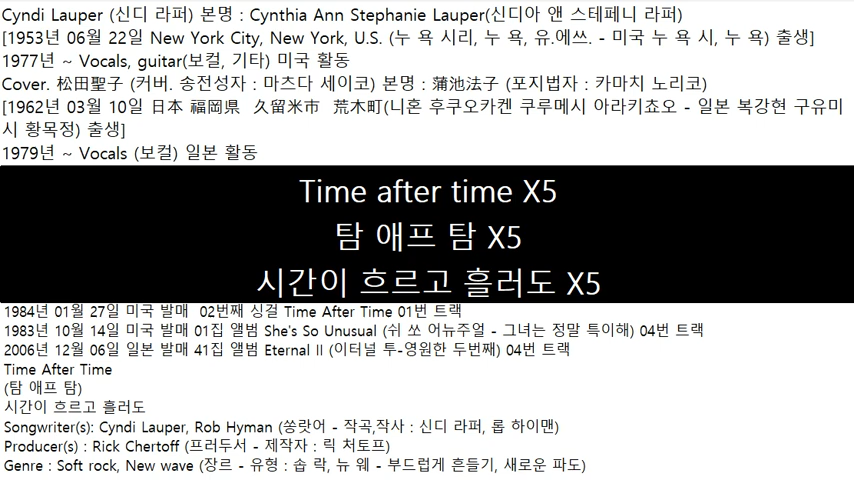 Cyndi Lauper (신디 라퍼) 본명 : Cynthia Ann Stephanie Lauper(신디아 앤 스테페니 라퍼)
[1953년 06월 22일 New York City, New York, U.S. (누 욕 시리, 누 욕, 유.에쓰. - 미국 누 욕 시, 누 욕) 출생]
1977년 ~ Vocals, guitar(보컬, 기타) 미국 활동
Cover. 松田聖子 (커버. 송전성자 : 마츠다 세이코) 본명 : 蒲池法子 (포지법자 : 카마치 노리코)
[1962년 03월 10일 日本 福岡県 久留米市 荒木町(니혼 후쿠오카켄 쿠루메시 아라키쵸오 - 일본 복강현 구유미
시 황목정) 출생]
1979년 ~ Vocals (보컬) 일본 활동
Time after time X5
탐 애프 탐 X5
시간이 흐르고 흘러도 X5
1984년 01월 27일 미국 발매 02번째 싱걸 Time After Time 01번 트랙
1983년 10월 14일 미국 발매 01집 앨범 She's So Unusual (쉬 쏘 어뉴주얼 - 그녀는 정말 특이해) 04번 트랙
2006년 12월 06일 일본 발매 41집 앨범 Eternal II (이터널 투-영원한 두번째) 04번 트랙
Time After Time
(탐 애프 탐)
시간이 흐르고 흘러도
Songwriter(s): Cyndi Lauper, Rob Hyman (쏭랏어 - 작곡,작사 : 신디 라퍼, 롭 하이맨)
Producer(s) : Rick Chertoff (프러두서 - 제작자 : 릭 처토프)
Genre : Soft rock, New wave (장르 - 유형 : 솝 락, 뉴 웨 - 부드럽게 흔들기, 새로운 파도)